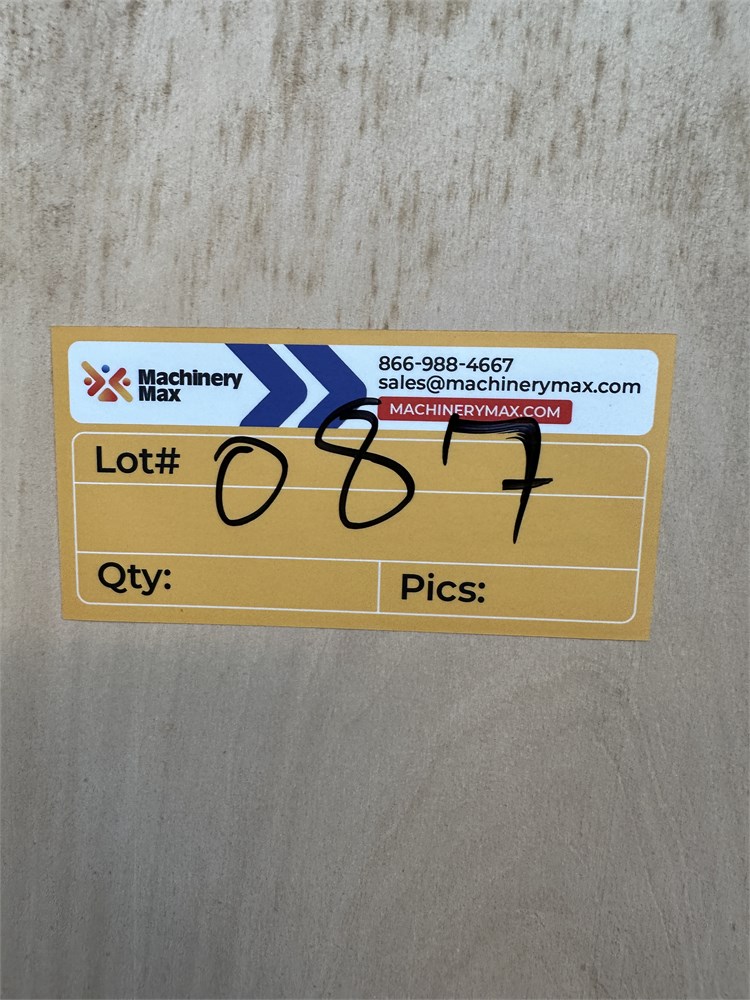 Machinery
Max
866-988-4667
sales@machinerymax.com
MACHINERYMAX.COM
Lot# 087
Qty:
Pics: